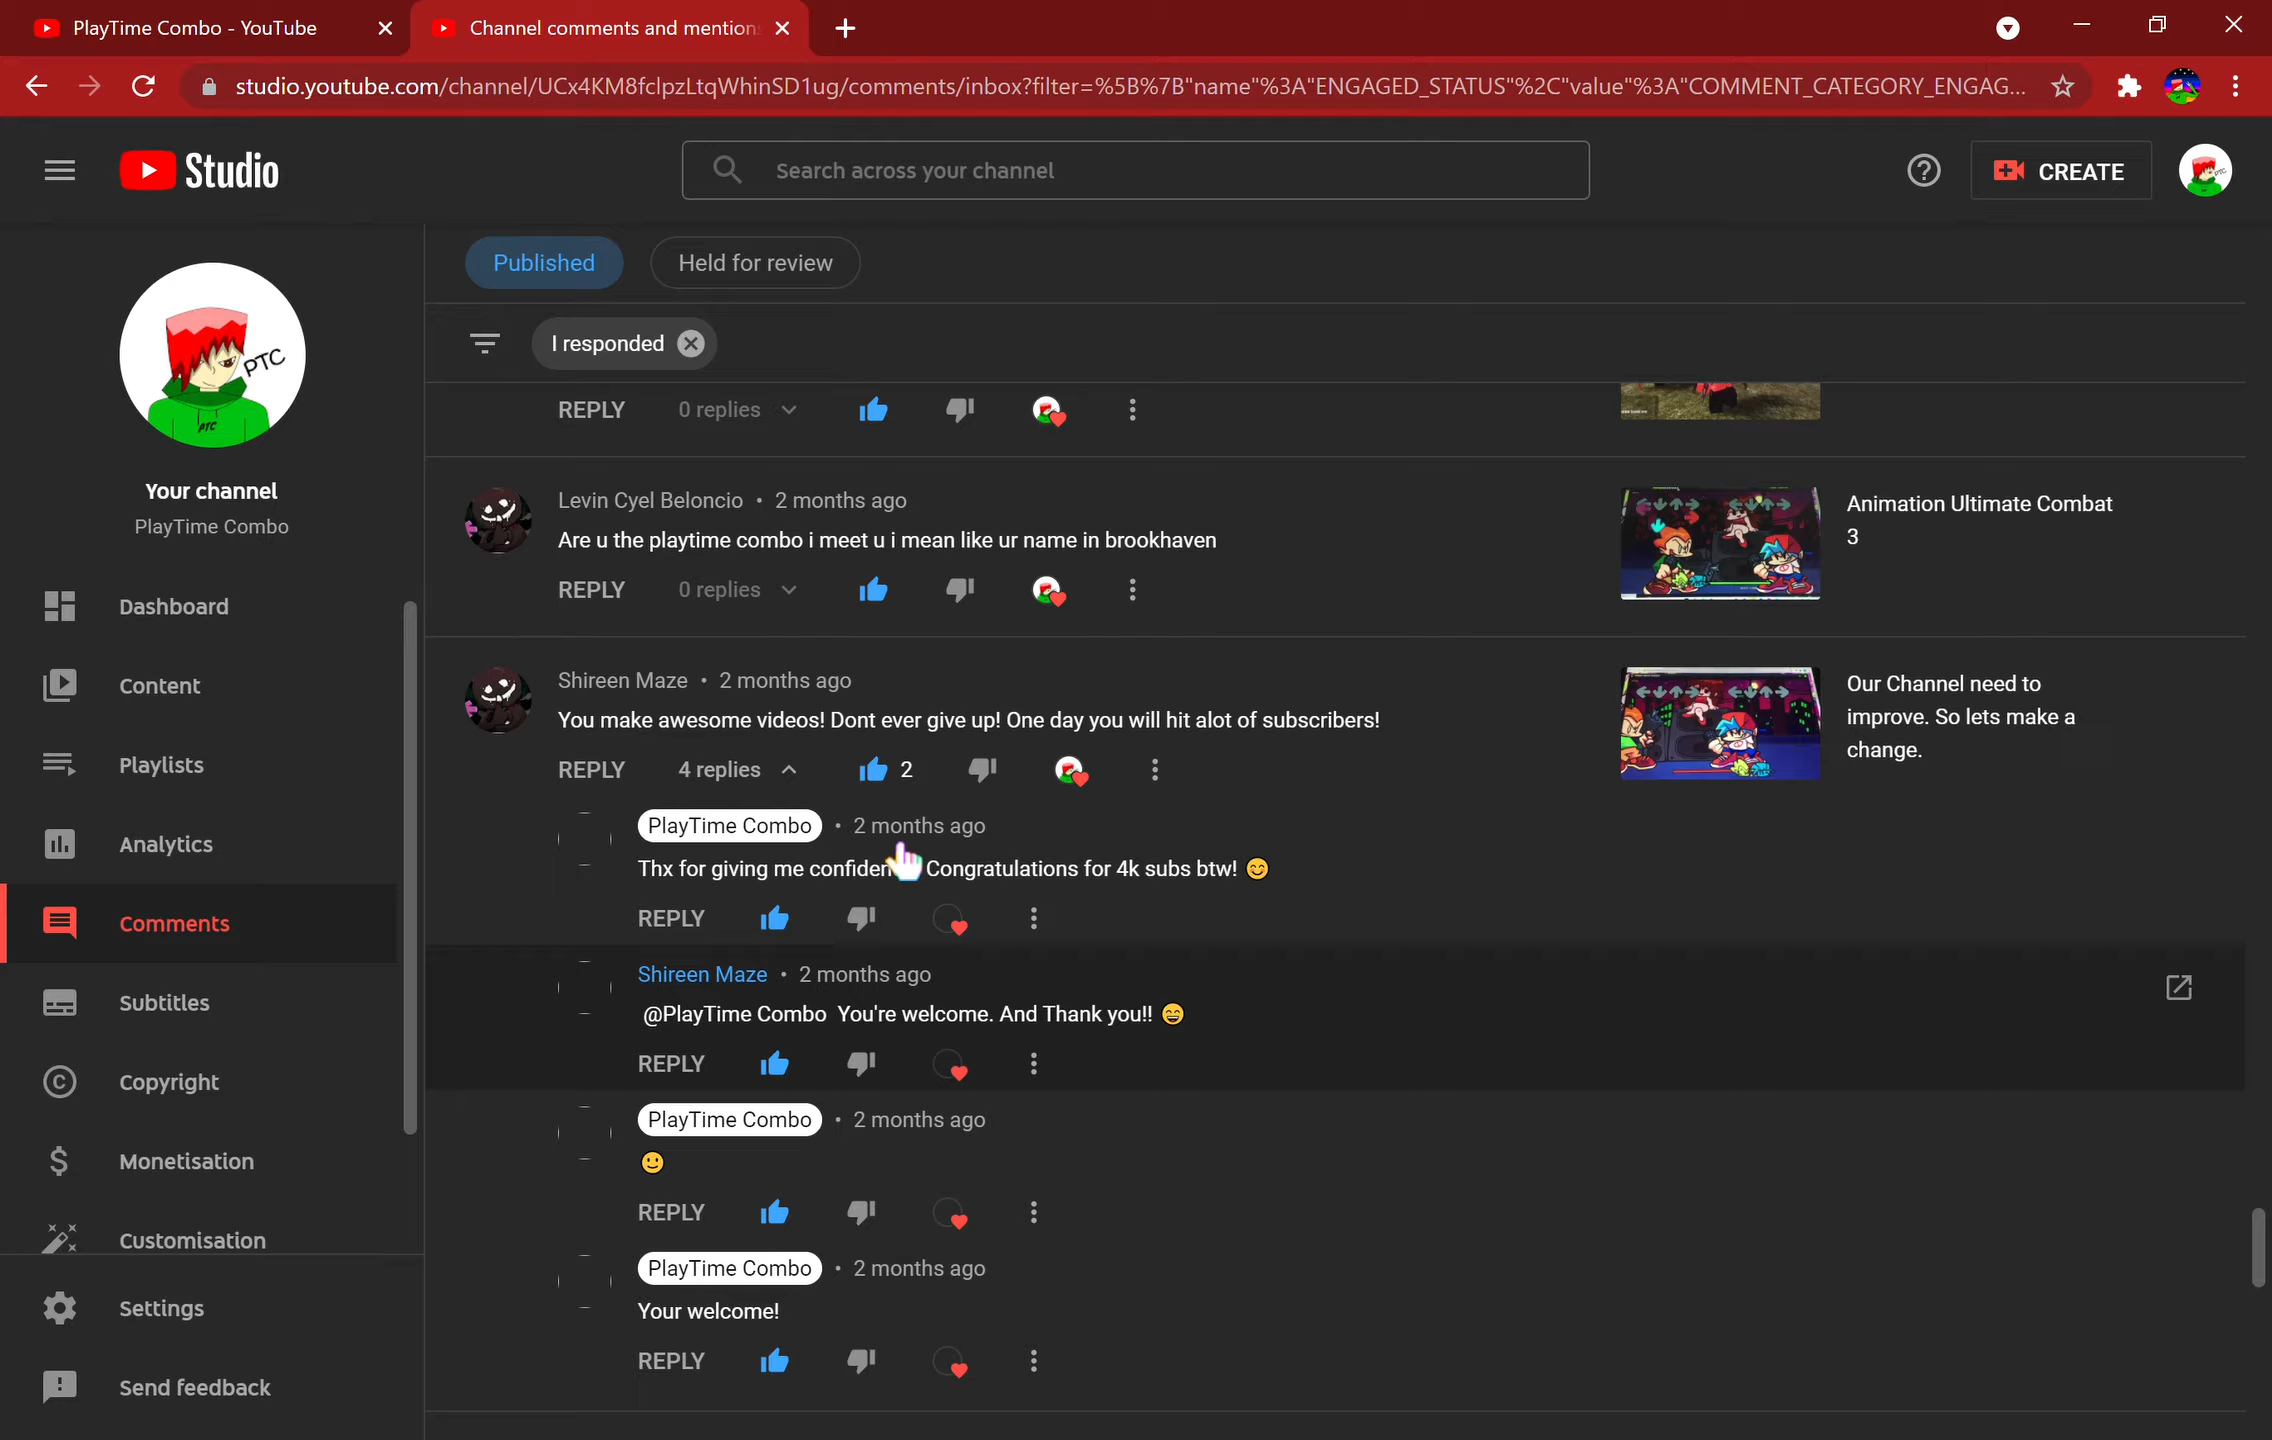 PlayTime Combo - YouTube
Channel comments and mention
studio.youtube.com/channel/UCx4KM8fclpzLtqWhinSD1ug/comments/inbox?filter=%5B%7B"name"%3A"ENGAGED_STATUS"%2C"value"%3A"COMMENT_CATEGORY_ENGAG...
Studio
Search across your channel
CREATE
PTC
PTC
Your channel
PlayTime Combo
Dashboard
Content
Playlists
Analytics
Comments
Subtitles
Copyright
Monetisation
Customisation
Settings
Send feedback
Published
Held for review
I responded
REPLY 0 replies
Levin Cyel Beloncio • 2 months ago
Are u the playtime combo i meet u i mean like ur name in brookhaven
REPLY 0 replies
Animation Ultimate Combat
3
Shireen Maze • 2 months ago
You make awesome videos! Dont ever give up! One day you will hit alot of subscribers!
REPLY 4 replies 2
Our Channel need to
improve. So lets make a
change.
PlayTime Combo • 2 months ago
Thx for giving me Congratulations for 4k subs btw! 😊
REPLY
Shireen Maze • 2 months ago
@PlayTime Combo You're welcome. And Thank you!! 😄
REPLY
PlayTime Combo • 2 months ago
🙂
REPLY
PlayTime Combo • 2 months ago
Your welcome!
REPLY